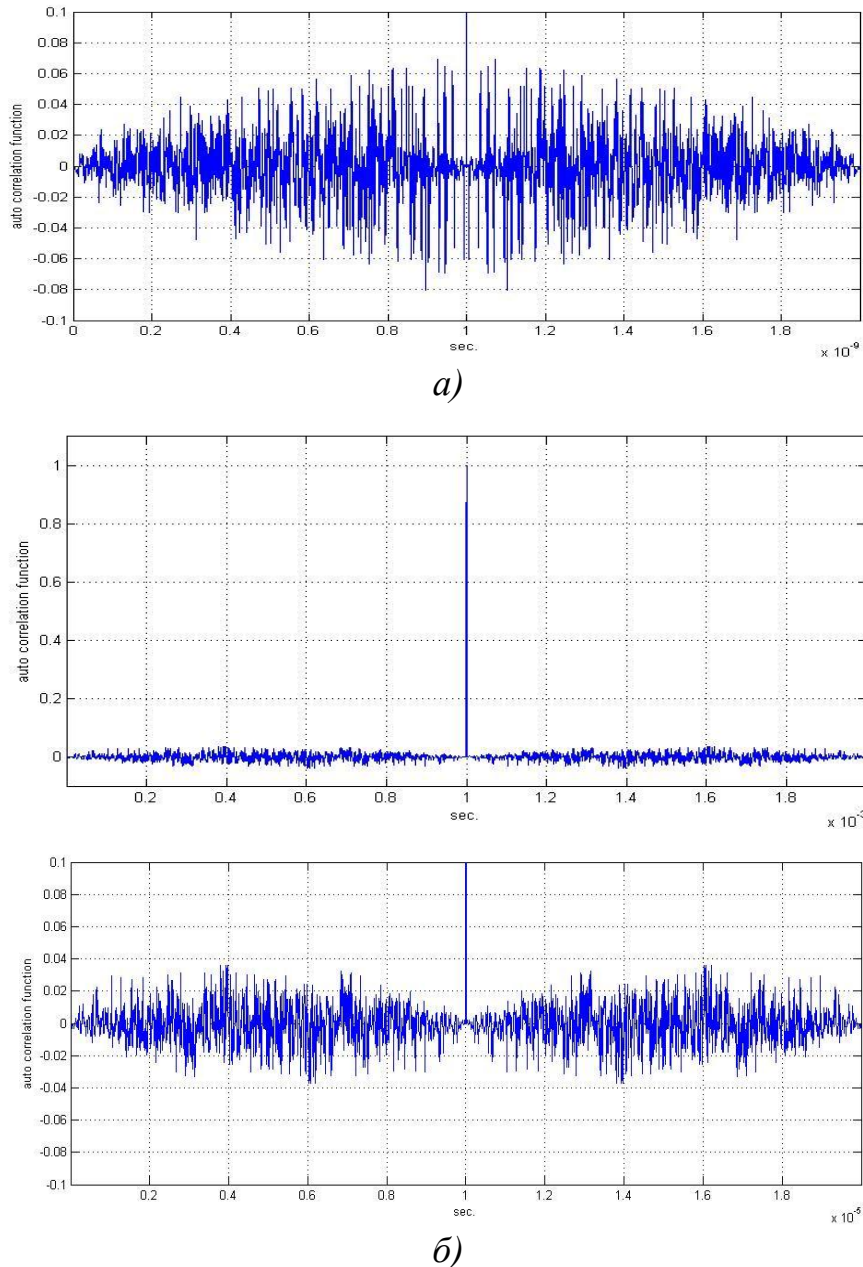 0.1
0.08
0.06
0.04
0.02
0
-0.02
-0.04
-0.06
-0.08
-0.1
auto correlation function
0 0.2 0.4 0.6 0.8 1 1.2 1.4 1.6 1.8
sec.
x 10-9
а)
1
0.8
0.6
0.4
0.2
0
auto correlation function
0.2 0.4 0.6 0.8 1 1.2 1.4 1.6 1.8
sec.
x 10-3
0.1
0.08
0.06
0.04
0.02
0
-0.02
-0.04
-0.06
-0.08
-0.1
auto correlation function
0.2 0.4 0.6 0.8 1 1.2 1.4 1.6 1.8
sec.
x 10-5
б)